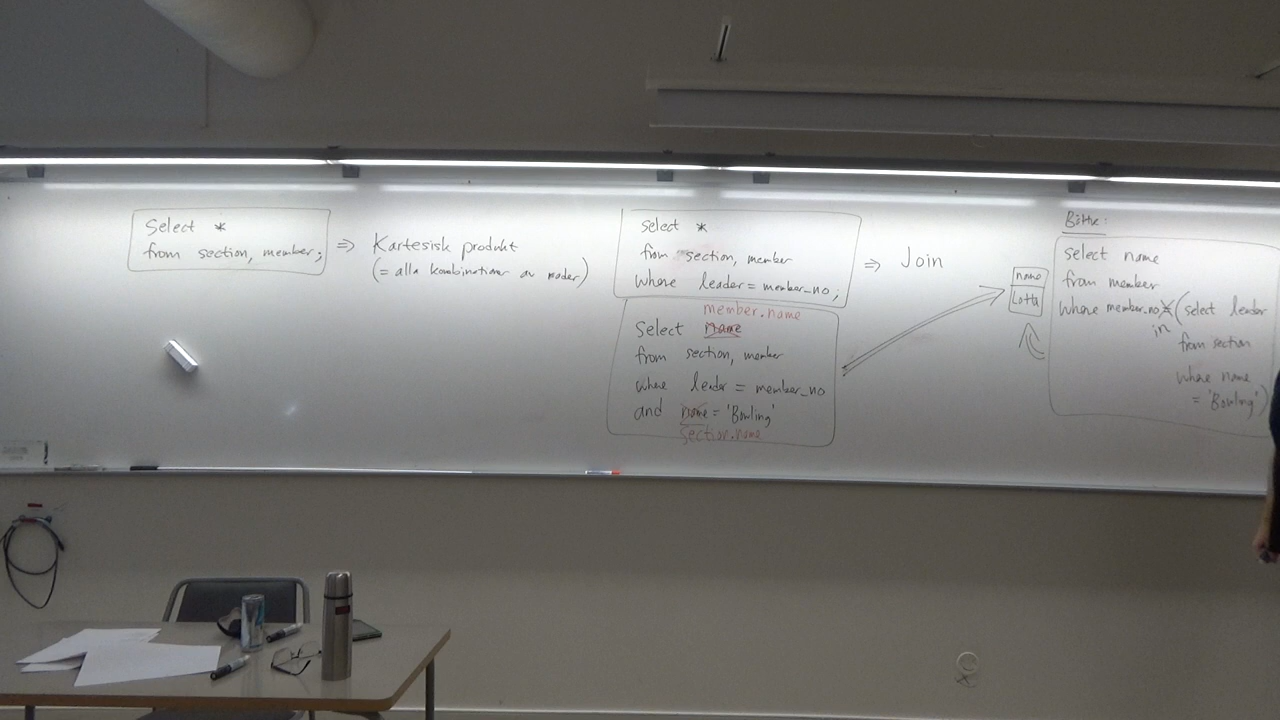 Select *
from section, member;
⇒ Kartesisk produkt
(= alla kombinationer av rader)
select *
from section, member
where leader = member_no;
⇒ Join
member.name
Select name
from section, member
where leader = member_no
and name = 'Bowling'
section.name
name
Lotta
Bättre:
select name
from member
where member.no = (select leader
in
from section
where name
= 'Bowling')